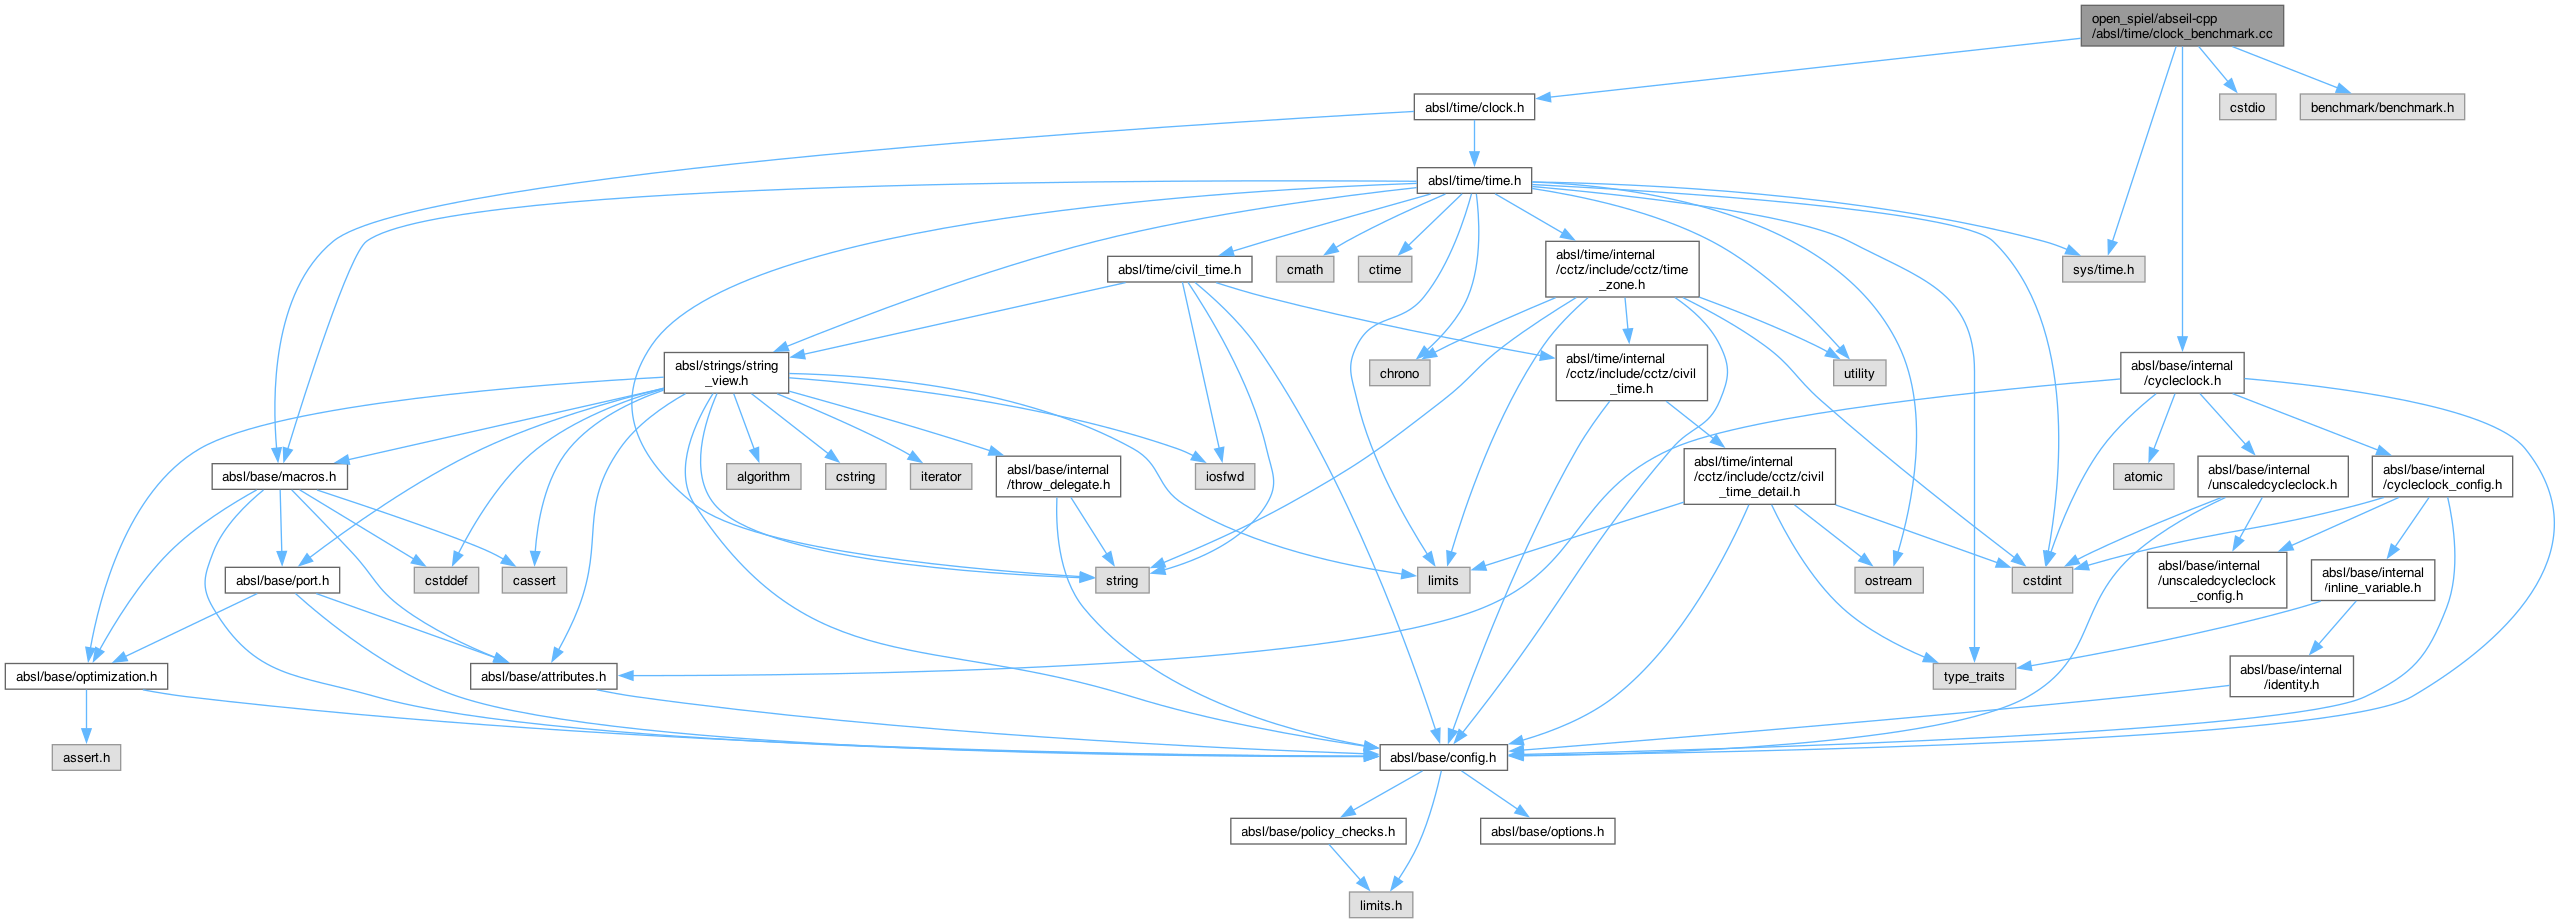 open_spiel/abseil-cpp
/absl/time/clock_benchmark.cc
absl/time/clock.h
cstdio
benchmark/benchmark.h
absl/time/time.h
absl/time/civil_time.h
cmath
ctime
absl/time/internal
/cctz/include/cctz/time
_zone.h
sys/time.h
absl/strings/string
_view.h
chrono
absl/time/internal
/cctz/include/cctz/civil
_time.h
utility
absl/base/internal
/cycleclock.h
absl/base/macros.h
algorithm
cstring
iterator
absl/base/internal
/throw_delegate.h
iosfwd
absl/time/internal
/cctz/include/cctz/civil
_time_detail.h
atomic
absl/base/internal
/unscaledcycleclock.h
absl/base/internal
/cycleclock_config.h
absl/base/port.h
cstddef
cassert
string
limits
ostream
cstdint
absl/base/internal
/unscaledcycleclock
_config.h
absl/base/internal
/inline_variable.h
absl/base/optimization.h
absl/base/attributes.h
type_traits
absl/base/internal
/identity.h
assert.h
absl/base/config.h
absl/base/policy_checks.h
absl/base/options.h
limits.h